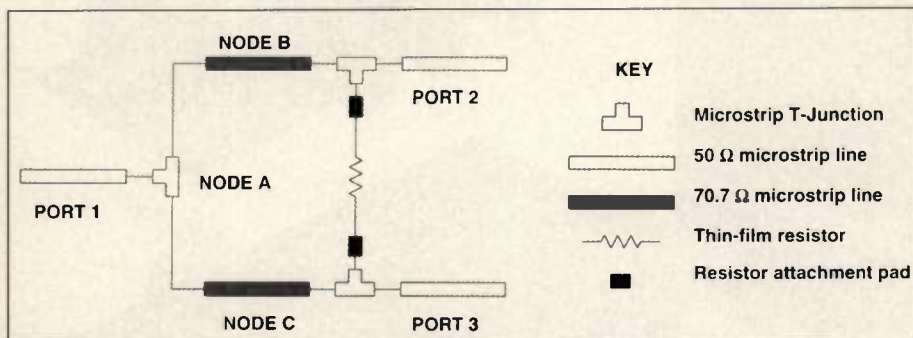 NODE B
PORT 2
NODE A
PORT 1
NODE C
PORT 3
KEY
Microstrip T-Junction
50 Ω microstrip line
70.7 Ω microstrip line
Thin-film resistor
Resistor attachment pad